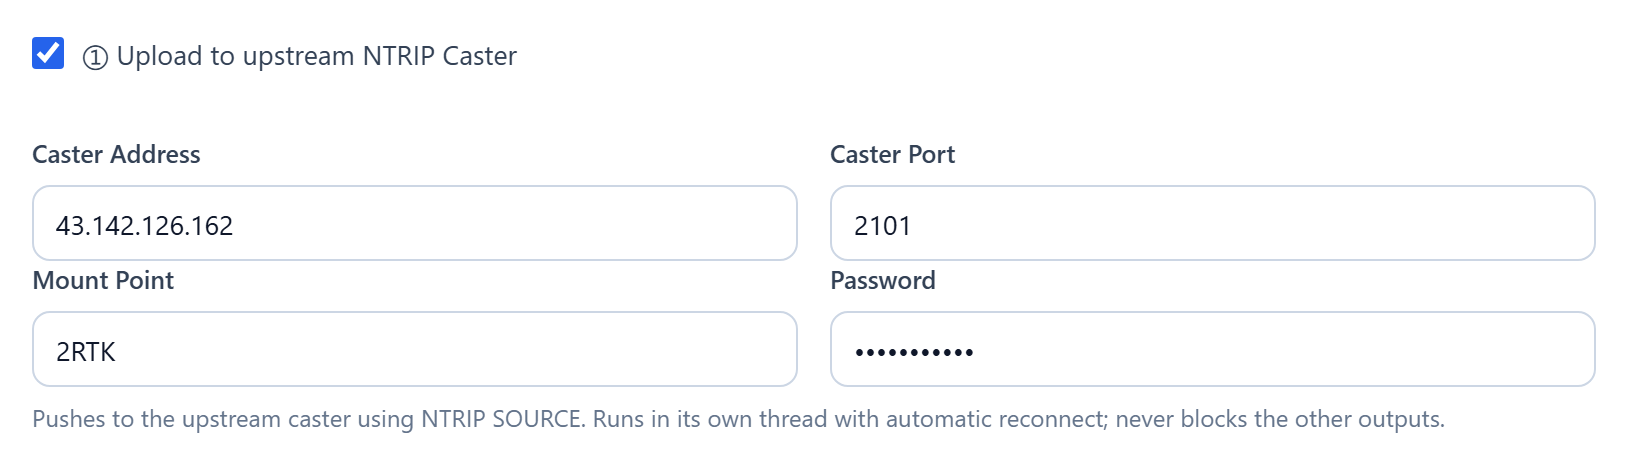 ① Upload to upstream NTRIP Caster
Caster Address
Caster Port
43.142.126.162
2101
Mount Point
Password
2RTK
•••••••••••
Pushes to the upstream caster using NTRIP SOURCE. Runs in its own thread with automatic reconnect; never blocks the other outputs.